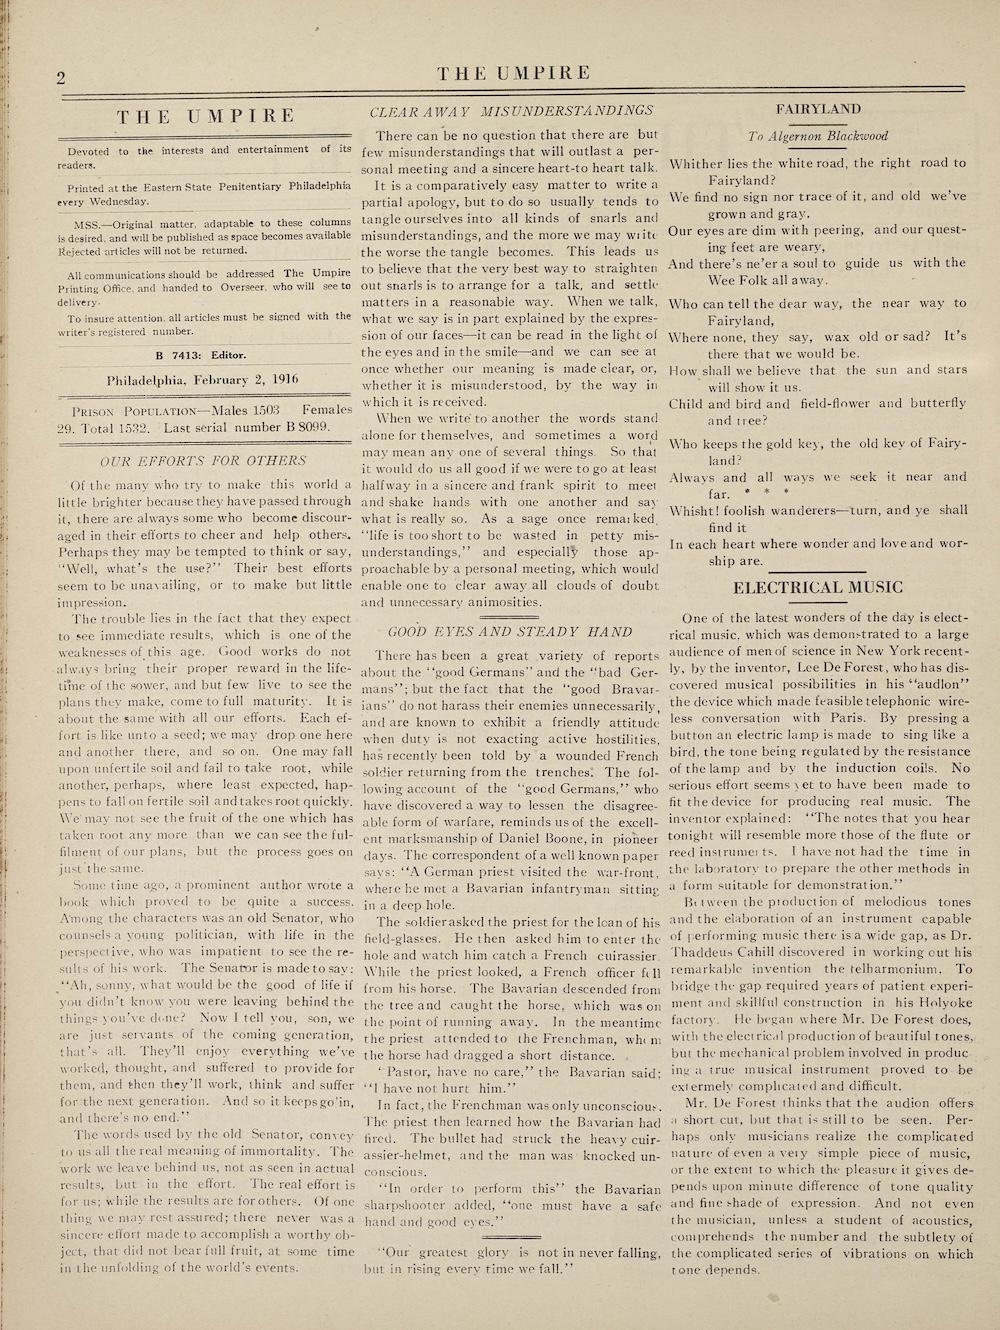 2
THE UMPIRE
THE UMPIRE
Devoted to the interests and entertainment of its
readers.
Printed at the Eastern State Penitentiary Philadelphia
every Wednesday.
MSS.—Original matter, adaptable to these columns
is desired, and will be published as space becomes available
Rejected articles will not be returned.
All communications should be addressed The Umpire
Printing Office, and handed to Overseer, who will see to
delivery.
To insure attention, all articles must be signed with the
writer's registered number.
B 7413: Editor.
Philadelphia, February 2, 1916
PRISON POPULATION—Males 1503 Females
29. Total 1532. Last serial number B 8099.
OUR EFFORTS FOR OTHERS
Of the many who try to make this world a
little brighter because they have passed through
it, there are always some who become discour-
aged in their efforts to cheer and help others.
Perhaps they may be tempted to think or say,
"Well, what's the use?" Their best efforts
seem to be unavailing, or to make but little
impression.
The trouble lies in the fact that they expect
to see immediate results, which is one of the
weaknesses of this age. Good works do not
always bring their proper reward in the life-
time of the sower, and but few live to see the
plans they make, come to full maturity. It is
about the same with all our efforts. Each ef-
fort is like unto a seed; we may drop one here
and another there, and so on. One may fall
upon unfertile soil and fail to take root, while
another, perhaps, where least expected, hap-
pens to fall on fertile soil and takes root quickly.
We may not see the fruit of the one which has
taken root any more than we can see the ful-
filment of our plans, but the process goes on
just the same.
Some time ago, a prominent author wrote a
book which proved to be quite a success.
Among the characters was an old Senator, who
counsels a young politician, with life in the
perspective, who was impatient to see the re-
sults of his work. The Senator is made to say:
"Ah, sonny, what would be the good of life if
you didn't know you were leaving behind the
things you've done? Now I tell you, son, we
are just servants of the coming generation,
that's all. They'll enjoy everything we've
worked, thought, and suffered to provide for
them, and then they'll work, think and suffer
for the next generation. And so it keeps go'in,
and there's no end."
The words used by the old Senator, convey
to us all the real meaning of immortality. The
work we leave behind us, not as seen in actual
results, but in the effort. The real effort is
for us; while the results are for others. Of one
thing we may rest assured; there never was a
sincere effort made to accomplish a worthy ob-
ject, that did not bear full fruit, at some time
in the unfolding of the world's events.
CLEAR AWAY MISUNDERSTANDINGS
There can be no question that there are but
few misunderstandings that will outlast a per-
sonal meeting and a sincere heart-to heart talk.
It is a comparatively easy matter to write a
partial apology, but to do so usually tends to
tangle ourselves into all kinds of snarls and
misunderstandings, and the more we may write
the worse the tangle becomes. This leads us
to believe that the very best way to straighten
out snarls is to arrange for a talk, and settle
matters in a reasonable way. When we talk,
what we say is in part explained by the expres-
sion of our faces—it can be read in the light of
the eyes and in the smile—and we can see at
once whether our meaning is made clear, or,
whether it is misunderstood, by the way in
which it is received.
When we write to another the words stand
alone for themselves, and sometimes a word
may mean any one of several things. So that
it would do us all good if we were to go at least
halfway in a sincere and frank spirit to meet
and shake hands with one another and say
what is really so. As a sage once remarked,
"life is too short to be wasted in petty mis-
understandings," and especially those ap-
proachable by a personal meeting, which would
enable one to clear away all clouds of doubt
and unnecessary animosities.
GOOD EYES AND STEADY HAND
There has been a great variety of reports
about the "good Germans" and the "bad Ger-
mans"; but the fact that the "good Bravar-
ians" do not harass their enemies unnecessarily,
and are known to exhibit a friendly attitude
when duty is not exacting active hostilities,
has recently been told by a wounded French
soldier returning from the trenches. The fol-
lowing account of the "good Germans," who
have discovered a way to lessen the disagree-
able form of warfare, reminds us of the excell-
ent marksmanship of Daniel Boone, in pioneer
days. The correspondent of a well known paper
says: "A German priest visited the war-front,
where he met a Bavarian infantryman sitting
in a deep hole.
The soldier asked the priest for the loan of his
field-glasses. He then asked him to enter the
hole and watch him catch a French cuirassier.
While the priest looked, a French officer fell
from his horse. The Bavarian descended from
the tree and caught the horse, which was on
the point of running away. In the meantime
the priest attended to the Frenchman, whom
the horse had dragged a short distance.
"Pastor, have no care," the Bavarian said;
"I have not hurt him."
In fact, the Frenchman was only unconscious.
The priest then learned how the Bavarian had
fired. The bullet had struck the heavy cuir-
assier-helmet, and the man was knocked un-
conscious.
"In order to perform this" the Bavarian
sharpshooter added, "one must have a safe
hand and good eyes."
"Our greatest glory is not in never falling,
but in rising every time we fall."
FAIRYLAND
To Algernon Blackwood
Whither lies the white road, the right road to
Fairyland?
We find no sign nor trace of it, and old we've
grown and gray,
Our eyes are dim with peering, and our quest-
ing feet are weary,
And there's ne'er a soul to guide us with the
Wee Folk all away.
Who can tell the dear way, the near way to
Fairyland,
Where none, they say, wax old or sad? It's
there that we would be.
How shall we believe that the sun and stars
will show it us.
Child and bird and field-flower and butterfly
and tree?
Who keeps the gold key, the old key of Fairy-
land?
Always and all ways we seek it near and
far. * * *
Whisht! foolish wanderers—turn, and ye shall
find it
In each heart where wonder and love and wor-
ship are.
ELECTRICAL MUSIC
One of the latest wonders of the day is elect-
rical music, which was demonstrated to a large
audience of men of science in New York recent-
ly, by the inventor, Lee De Forest, who has dis-
covered musical possibilities in his "audlon"
the device which made feasible telephonic wire-
less conversation with Paris. By pressing a
button an electric lamp is made to sing like a
bird, the tone being regulated by the resistance
of the lamp and by the induction coils. No
serious effort seems yet to have been made to
fit the device for producing real music. The
inventor explained: "The notes that you hear
tonight will resemble more those of the flute or
reed instruments. I have not had the time in
the laboratory to prepare the other methods in
a form suitable for demonstration."
Between the production of melodious tones
and the elaboration of an instrument capable
of performing music there is a wide gap, as Dr.
Thaddeus Cahill discovered in working out his
remarkable invention the telharmonium. To
bridge the gap required years of patient experi-
ment and skillful construction in his Holyoke
factory. He began where Mr. De Forest does,
with the electrical production of beautiful tones,
but the mechanical problem involved in produc-
ing a true musical instrument proved to be
extermely complicated and difficult.
Mr. De Forest thinks that the audion offers
a short cut, but that is still to be seen. Per-
haps only musicians realize the complicated
nature of even a very simple piece of music,
or the extent to which the pleasure it gives de-
pends upon minute difference of tone quality
and fine shade of expression. And not even
the musician, unless a student of acoustics,
comprehends the number and the subtlety of
the complicated series of vibrations on which
tone depends.